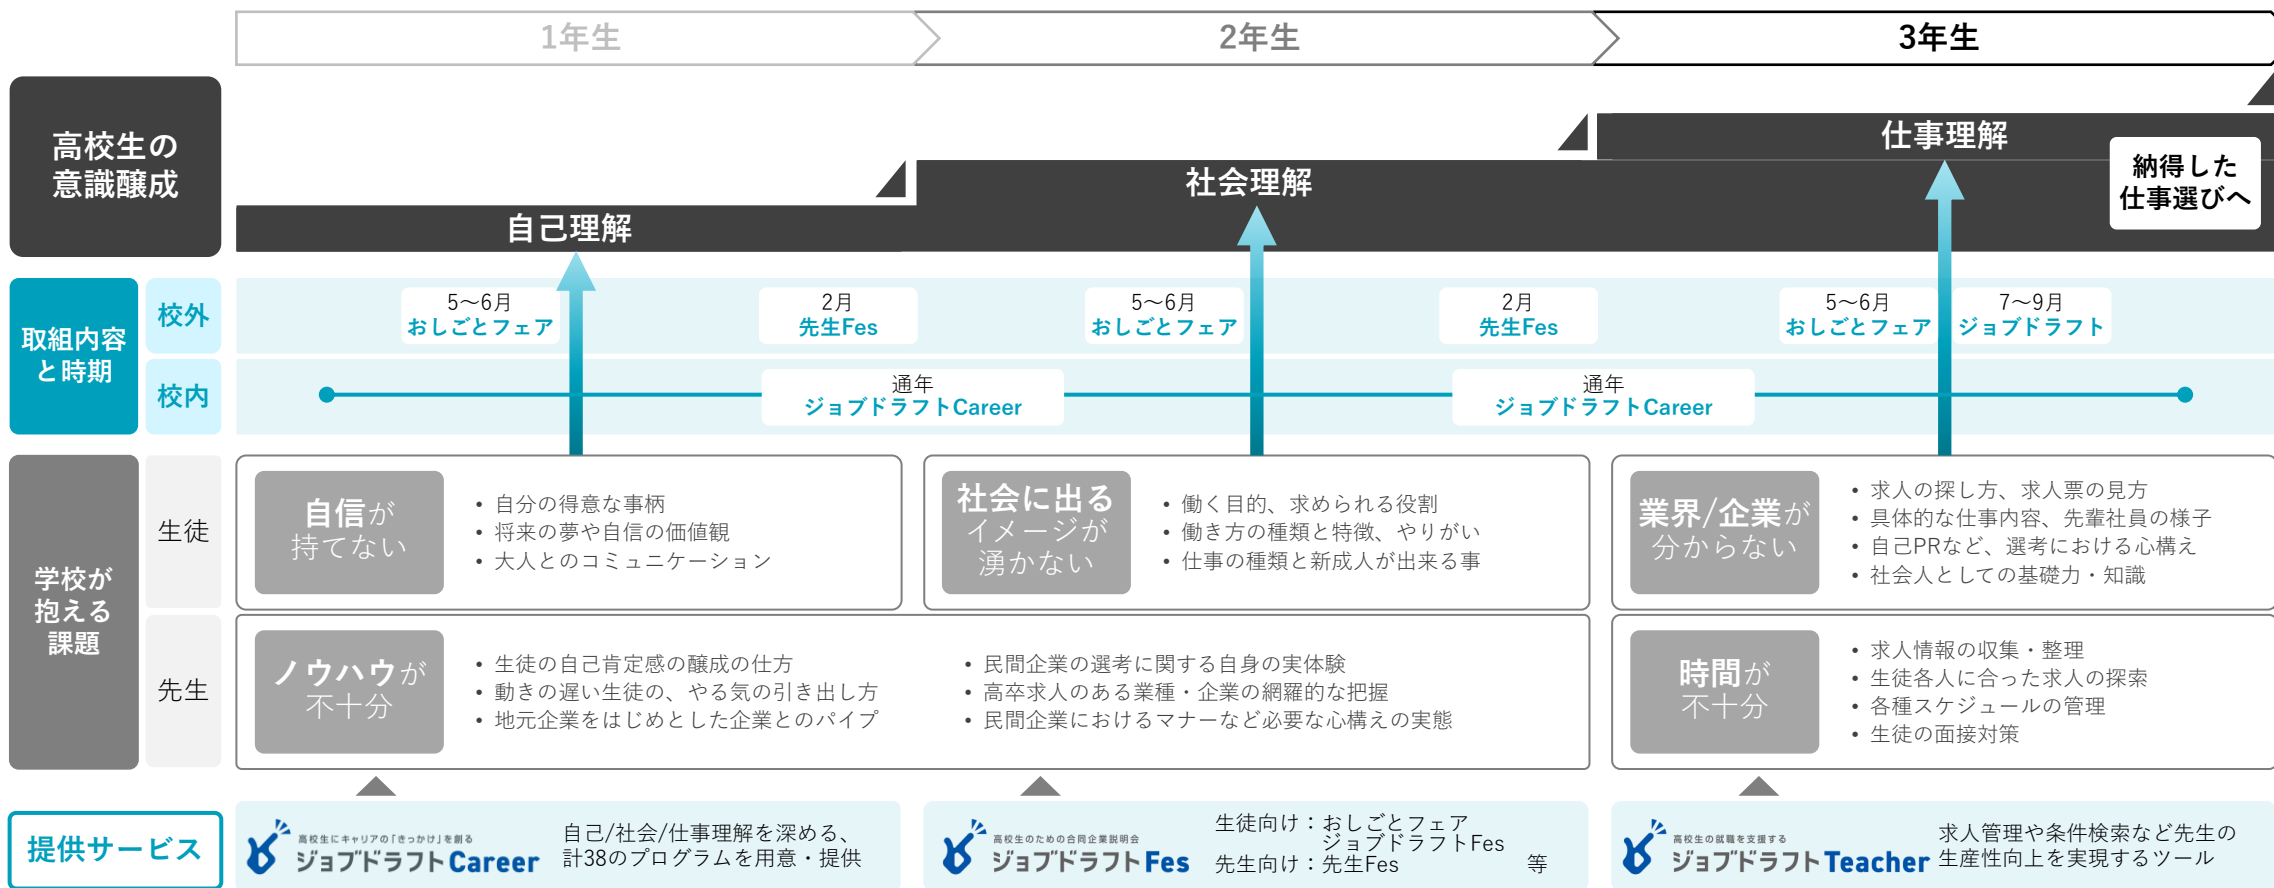 1年生
2年生
3年生
高校生の
意識醸成
自己理解
社会理解
仕事理解
納得した
仕事選びへ
取組内容
と時期
校外
5〜6月
おしごとフェア
2月
先生Fes
5〜6月
おしごとフェア
2月
先生Fes
5〜6月
おしごとフェア
7〜9月
ジョブドラフト
校内
通年
ジョブドラフトCareer
通年
ジョブドラフトCareer
学校が
抱える
課題
生徒
自信が
持てない
• 自分の得意な事柄
• 将来の夢や自信の価値観
• 大人とのコミュニケーション
社会に出る
イメージが
湧かない
• 働く目的、求められる役割
• 働き方の種類と特徴、やりがい
• 仕事の種類と新成人が出来る事
業界/企業が
分からない
• 求人の探し方、求人票の見方
• 具体的な仕事内容、先輩社員の様子
• 自己PRなど、選考における心構え
• 社会人としての基礎力・知識
先生
ノウハウが
不十分
• 生徒の自己肯定感の醸成の仕方
• 動きの遅い生徒の、やる気の引き出し方
• 地元企業をはじめとした企業とのパイプ
• 民間企業の選考に関する自身の実体験
• 高卒求人のある業種・企業の網羅的な把握
• 民間企業におけるマナーなど必要な心構えの実態
時間が
不十分
• 求人情報の収集・整理
• 生徒各人に合った求人の探索
• 各種スケジュールの管理
• 生徒の面接対策
提供サービス
高校生にキャリアの「きっかけ」を創る
ジョブドラフトCareer
自己/社会/仕事理解を深める、
計38のプログラムを用意・提供
高校生のための合同企業説明会
ジョブドラフトFes
生徒向け：おしごとフェア
ジョブドラフトFes
先生向け：先生Fes 等
高校生の就職を支援する
ジョブドラフトTeacher
求人管理や条件検索など先生の
生産性向上を実現するツール